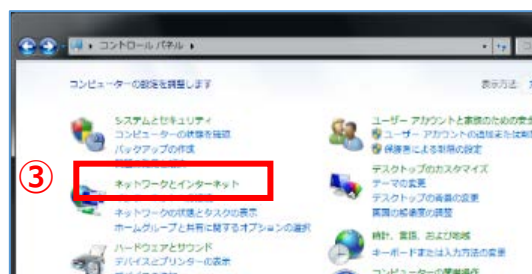 コントロール パネル
コンピューターの設定を調整します
表示方法:
システムとセキュリティ
コンピューターの状態を確認
バックアップの作成
③
ネットワークとインターネット
ネットワークの状態とタスクの表示
ホームグループと共有に関するオプションの選択
ハードウェアとサウンド
デバイスとプリンターの表示
ユーザー アカウントと家族のための安全
ユーザー アカウントの追加または削除
保護者による制限の設定
デスクトップのカスタマイズ
テーマの変更
デスクトップの背景の変更
画面の解像度の調整
時計、言語、および地域
キーボードまたは入力方法の変更
コンピューターの簡単操作